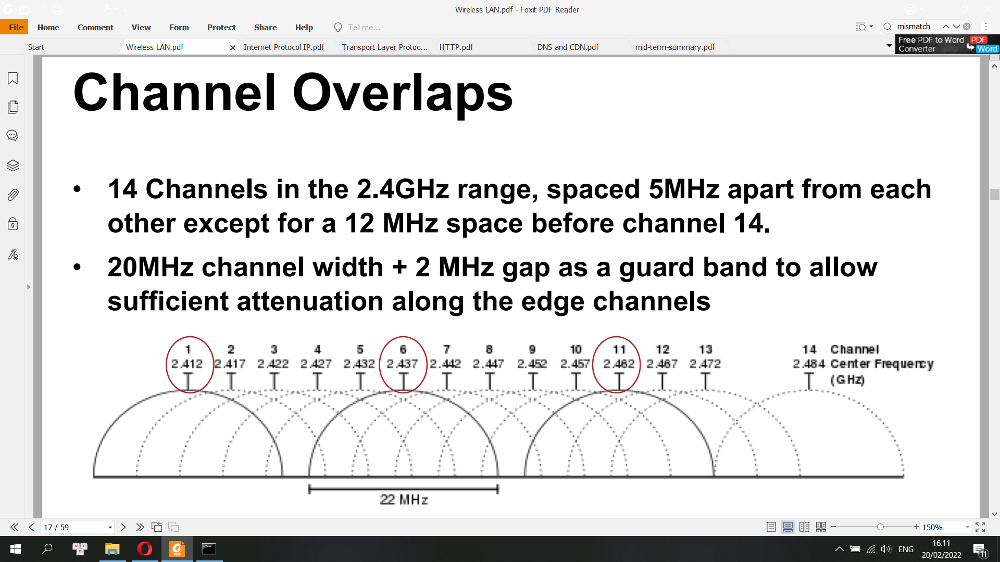 Wireless LAN.pdf - Foxit PDF Reader
File Home Comment View Form Protect Share Help Tell me... mismatch
Start Wireless LAN.pdf Internet Protocol IP.pdf Transport Layer Protoc... HTTP.pdf DNS and CDN.pdf mid-term-summary.pdf
Free PDF to Word PDF
Converter Word
Channel Overlaps
• 14 Channels in the 2.4GHz range, spaced 5MHz apart from each
other except for a 12 MHz space before channel 14.
• 20MHz channel width + 2 MHz gap as a guard band to allow
sufficient attenuation along the edge channels
1 2 3 4 5 6 7 8 9 10 11 12 13 14 Channel
2.412 2.417 2.422 2.427 2.432 2.437 2.442 2.447 2.452 2.457 2.462 2.467 2.472 2.484 Center Frequency
(GHz)
22 MHz
17 / 59 150%
16.11
ENG
20/02/2022
11